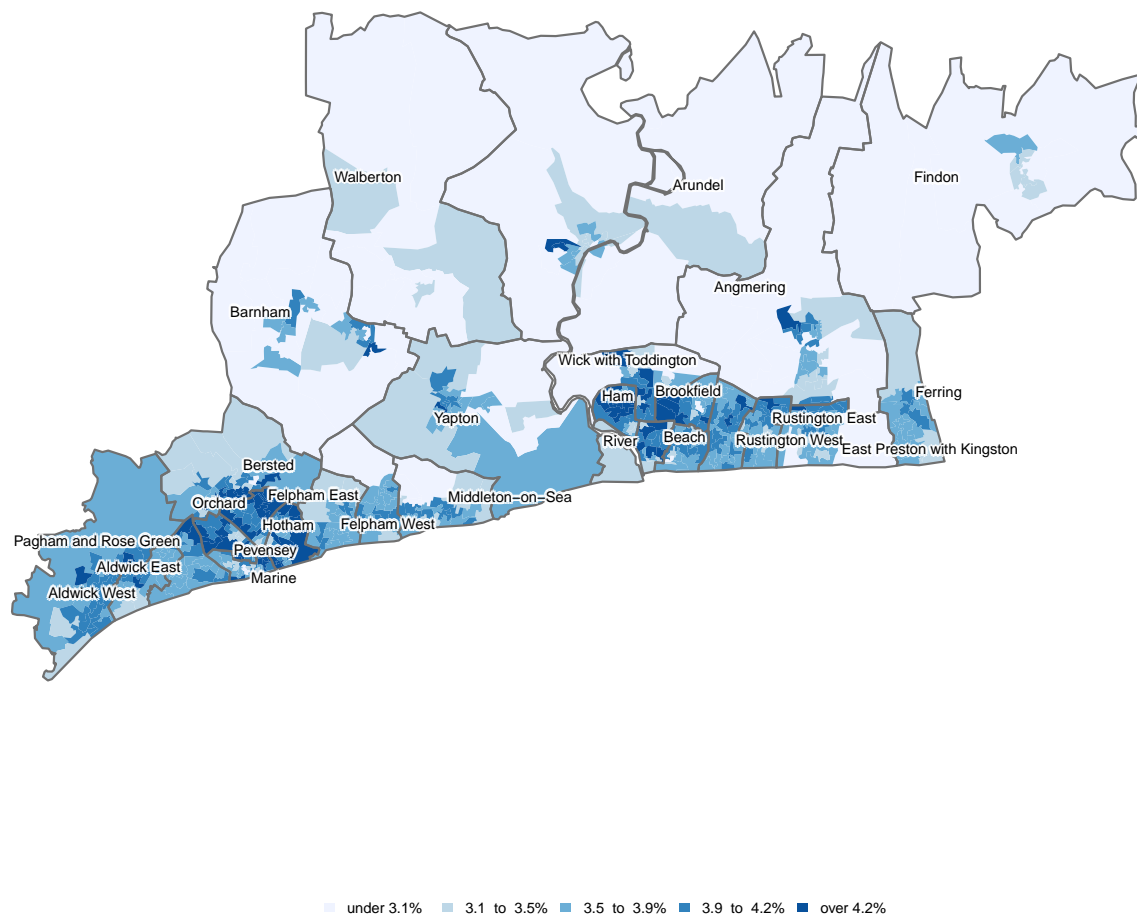 Walberton
Arundel
Findon
Angmering
Barnham
Wick with Toddington
Ham
Brookfield
Ferring
Yapton
Rustington East
River
Beach
Rustington West
East Preston with Kingston
Bersted
Orchard
Felpham East
Middleton−on−Sea
Hotham
Felpham West
Pagham and Rose Green
Pevensey
Aldwick East
Marine
Aldwick West
under 3.1% 3.1 to 3.5% 3.5 to 3.9% 3.9 to 4.2% over 4.2%